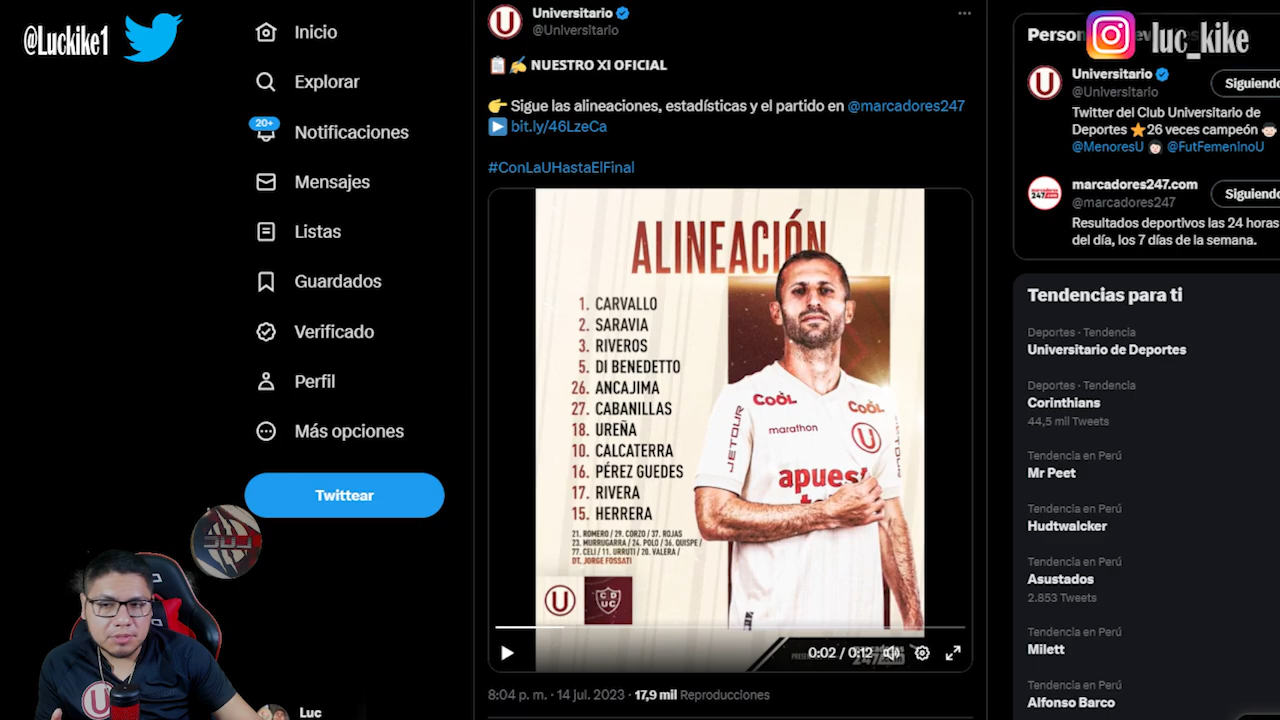 @Luckike1
Inicio
Explorar
20+
Notificaciones
Mensajes
Listas
Guardados
Verificado
Perfil
Más opciones
Twittear
Luc
Universitario
@Universitario
NUESTRO XI OFICIAL
Sigue las alineaciones, estadísticas y el partido en @marcadores247
bit.ly/46LzeCa
#ConLaUHastaElFinal
ALINEACIÓN
1. CARVALLO
2. SARAVIA
3. RIVEROS
5. DI BENEDETTO
26. ANCAJIMA
27. CABANILLAS
18. UREÑA
10. CALCATERRA
16. PÉREZ GUEDES
17. RIVERA
15. HERRERA
21. ROMERO / 29. CORZO / 37. ROJAS
23. MURRUGARRA / 24. POLO / 36. QUISPE /
77. CELI / 11. URRUTI / 20. VALERA /
DT. JORGE FOSSATI
COOL
COOL
marathon
JETOUR
U
apuest
U
CD
UC
0:02 / 0:12
8:04 p. m. · 14 jul. 2023 · 17,9 mil Reproducciones
luc_kike
Universitario
@Universitario
Siguiendo
Twitter del Club Universitario de
Deportes 26 veces campeón
@MenoresU @FutFemeninoU
marcadores247.com
@marcadores247
Siguiendo
Resultados deportivos las 24 horas
del día, los 7 días de la semana.
Tendencias para ti
Deportes · Tendencia
Universitario de Deportes
Deportes · Tendencia
Corinthians
44,5 mil Tweets
Tendencia en Perú
Mr Peet
Tendencia en Perú
Hudtwalcker
Tendencia en Perú
Asustados
2.853 Tweets
Tendencia en Perú
Milett
Tendencia en Perú
Alfonso Barco